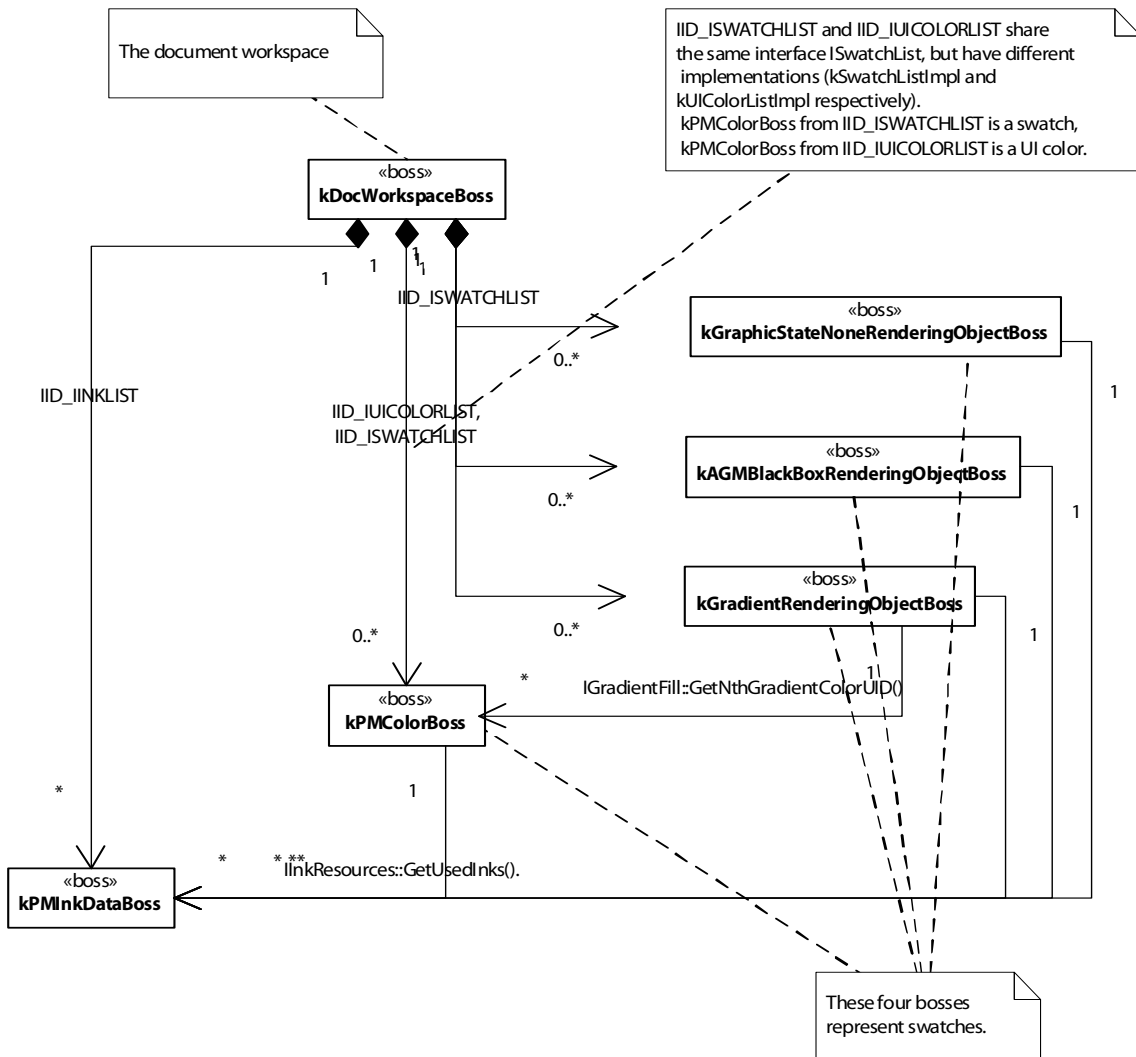 The document workspace
IID_ISWATCHLIST and IID_IUICOLORLIST share
the same interface ISwatchList, but have different
implementations (kSwatchListImpl and
kUIColorListImpl respectively).
kPMColorBoss from IID_ISWATCHLIST is a swatch,
kPMColorBoss from IID_IUICOLORLIST is a UI color.
«boss»
kDocWorkspaceBoss
1
1
1
1
1
IID_ISWATCHLIST
«boss»
kGraphicStateNoneRenderingObjectBoss
0..*
1
IID_IINKLIST
IID_IUICOLORLIST,
IID_ISWATCHLIST
«boss»
kAGMBlackBoxRenderingObjectBoss
0..*
1
«boss»
kGradientRenderingObjectBoss
0..*
1
0..*
1
*
IGradientFill::GetNthGradientColorUID()
«boss»
kPMColorBoss
1
*
* * **
IInkResources::GetUsedInks().
«boss»
kPMInkDataBoss
These four bosses
represent swatches.